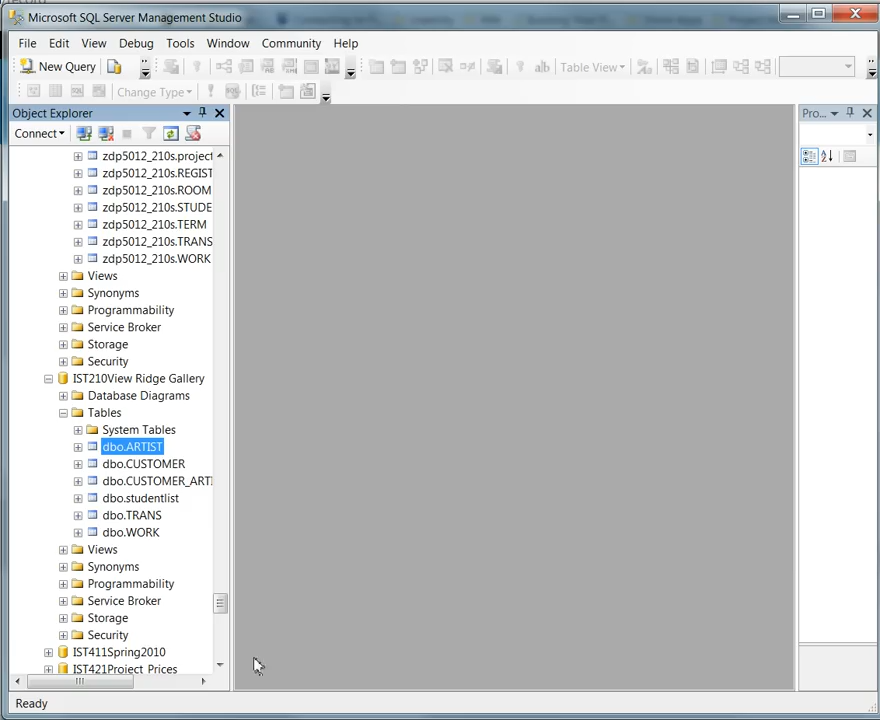 Microsoft SQL Server Management Studio
File Edit View Debug Tools Window Community Help
New Query Table View
Change Type
Object Explorer Pro...
Connect
zdp5012_210s.project
zdp5012_210s.REGIST
zdp5012_210s.ROOM
zdp5012_210s.STUDE
zdp5012_210s.TERM
zdp5012_210s.TRANS
zdp5012_210s.WORK
Views
Synonyms
Programmability
Service Broker
Storage
Security
IST210View Ridge Gallery
Database Diagrams
Tables
System Tables
dbo.ARTIST
dbo.CUSTOMER
dbo.CUSTOMER_ARTI
dbo.studentlist
dbo.TRANS
dbo.WORK
Views
Synonyms
Programmability
Service Broker
Storage
Security
IST411Spring2010
IST421Project_Prices
Ready